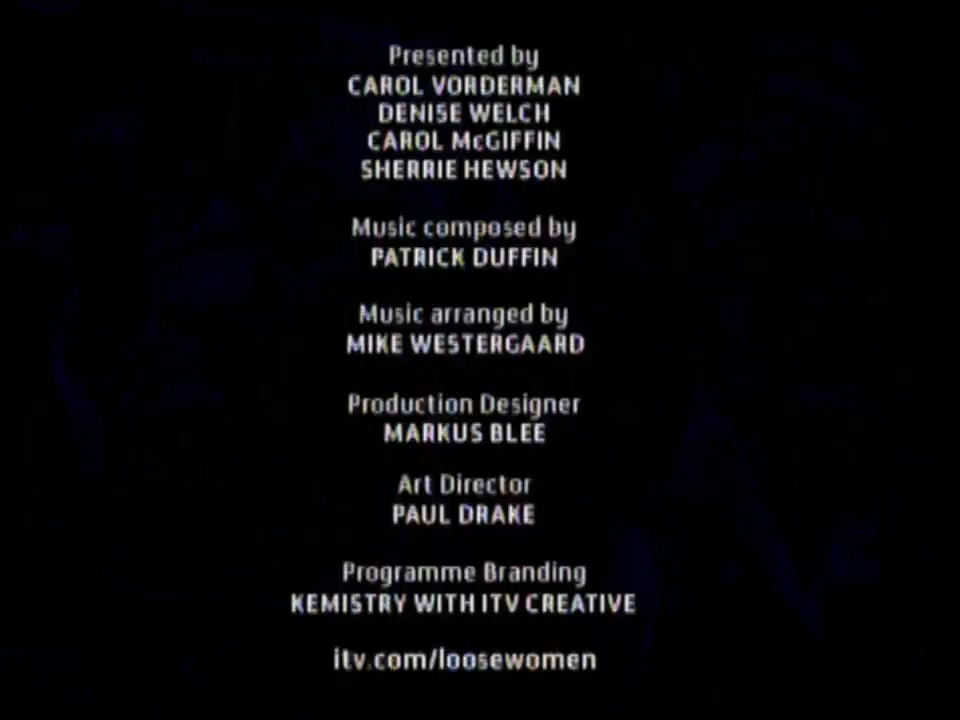 Presented by
CAROL VORDERMAN
DENISE WELCH
CAROL McGIFFIN
SHERRIE HEWSON
Music composed by
PATRICK DUFFIN
Music arranged by
MIKE WESTERGAARD
Production Designer
MARKUS BLEE
Art Director
PAUL DRAKE
Programme Branding
KEMISTRY WITH ITV CREATIVE
itv.com/loosewomen